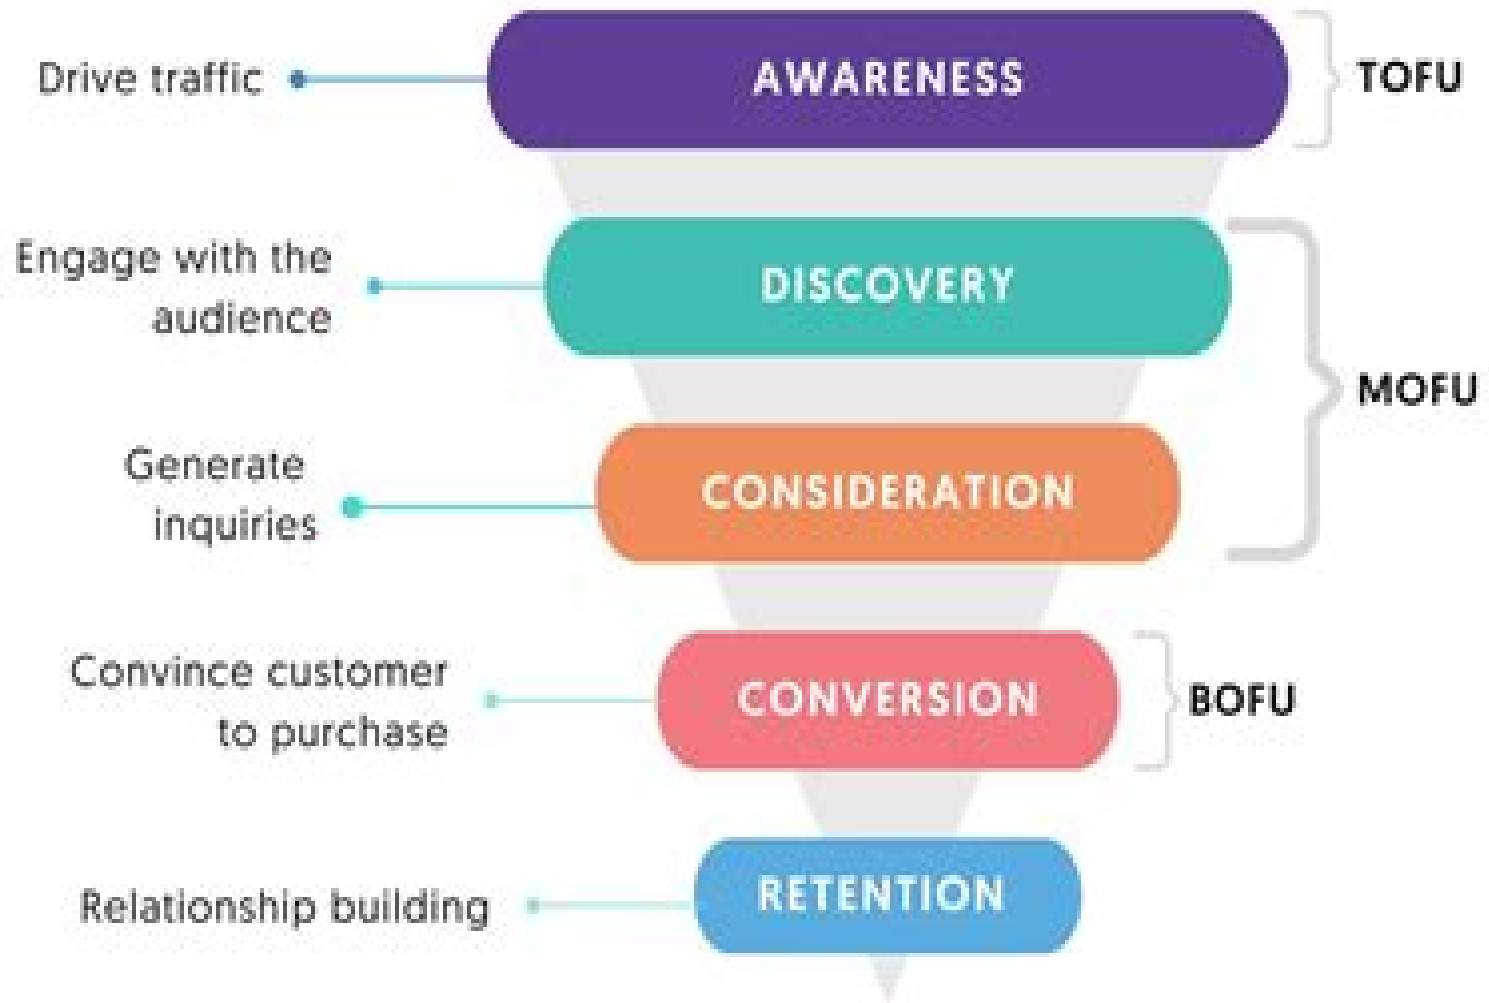 Drive traffic
AWARENESS
TOFU
Engage with the
audience
DISCOVERY
MOFU
Generate
inquiries
CONSIDERATION
Convince customer
to purchase
CONVERSION
BOFU
Relationship building
RETENTION